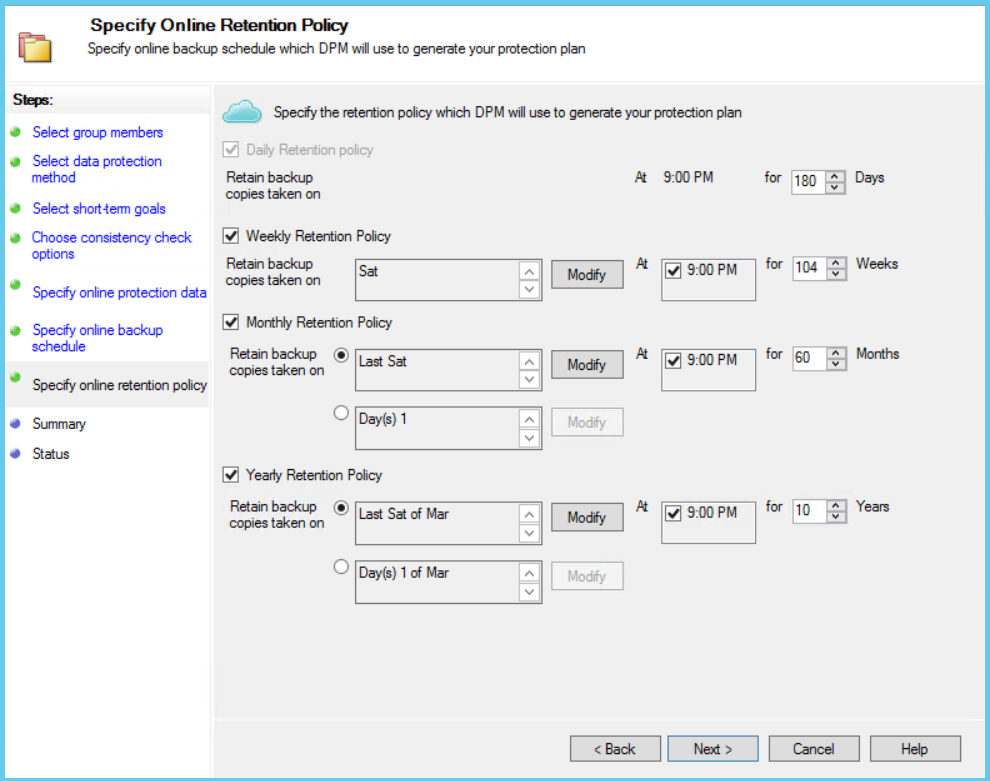 Specify Online Retention Policy
Specify online backup schedule which DPM will use to generate your protection plan
Steps:
Select group members
Select data protection
method
Select short-term goals
Choose consistency check
options
Specify online protection data
Specify online backup
schedule
Specify online retention policy
Summary
Status
Specify the retention policy which DPM will use to generate your protection plan
Daily Retention policy
Retain backup
copies taken on
At 9:00 PM for 180 Days
Weekly Retention Policy
Retain backup
copies taken on
Sat Modify At 9:00 PM for 104 Weeks
Monthly Retention Policy
Retain backup
copies taken on
Last Sat Modify At 9:00 PM for 60 Months
Day(s) 1 Modify
Yearly Retention Policy
Retain backup
copies taken on
Last Sat of Mar Modify At 9:00 PM for 10 Years
Day(s) 1 of Mar Modify
< Back Next > Cancel Help